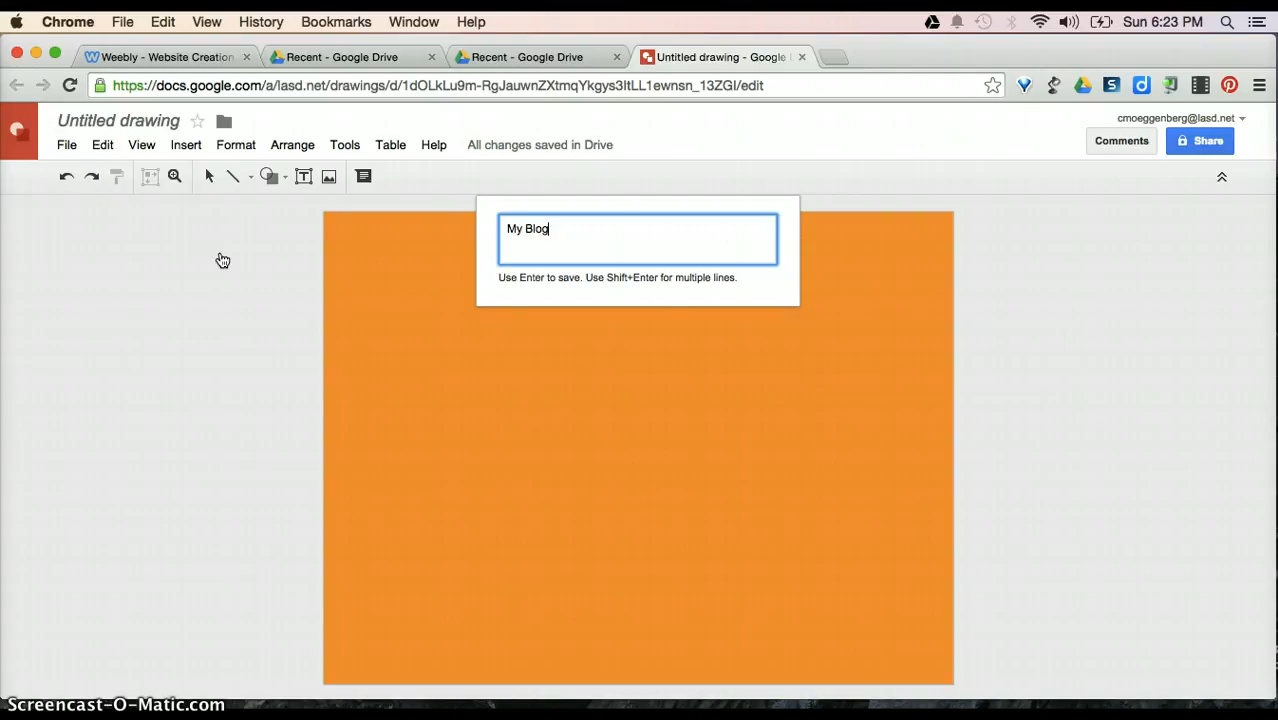 Chrome File Edit View History Bookmarks Window Help Sun 6:23 PM
Weebly - Website Creation Recent - Google Drive Recent - Google Drive Untitled drawing - Google
https://docs.google.com/a/lasd.net/drawings/d/1dOLkLu9m-RgJauwnZXtmqYkgys3ItLL1ewnsn_13ZGI/edit
Untitled drawing
cmoeggenberg@lasd.net
File Edit View Insert Format Arrange Tools Table Help All changes saved in Drive
Comments Share
My Blog
Use Enter to save. Use Shift+Enter for multiple lines.
Screencast-O-Matic.com